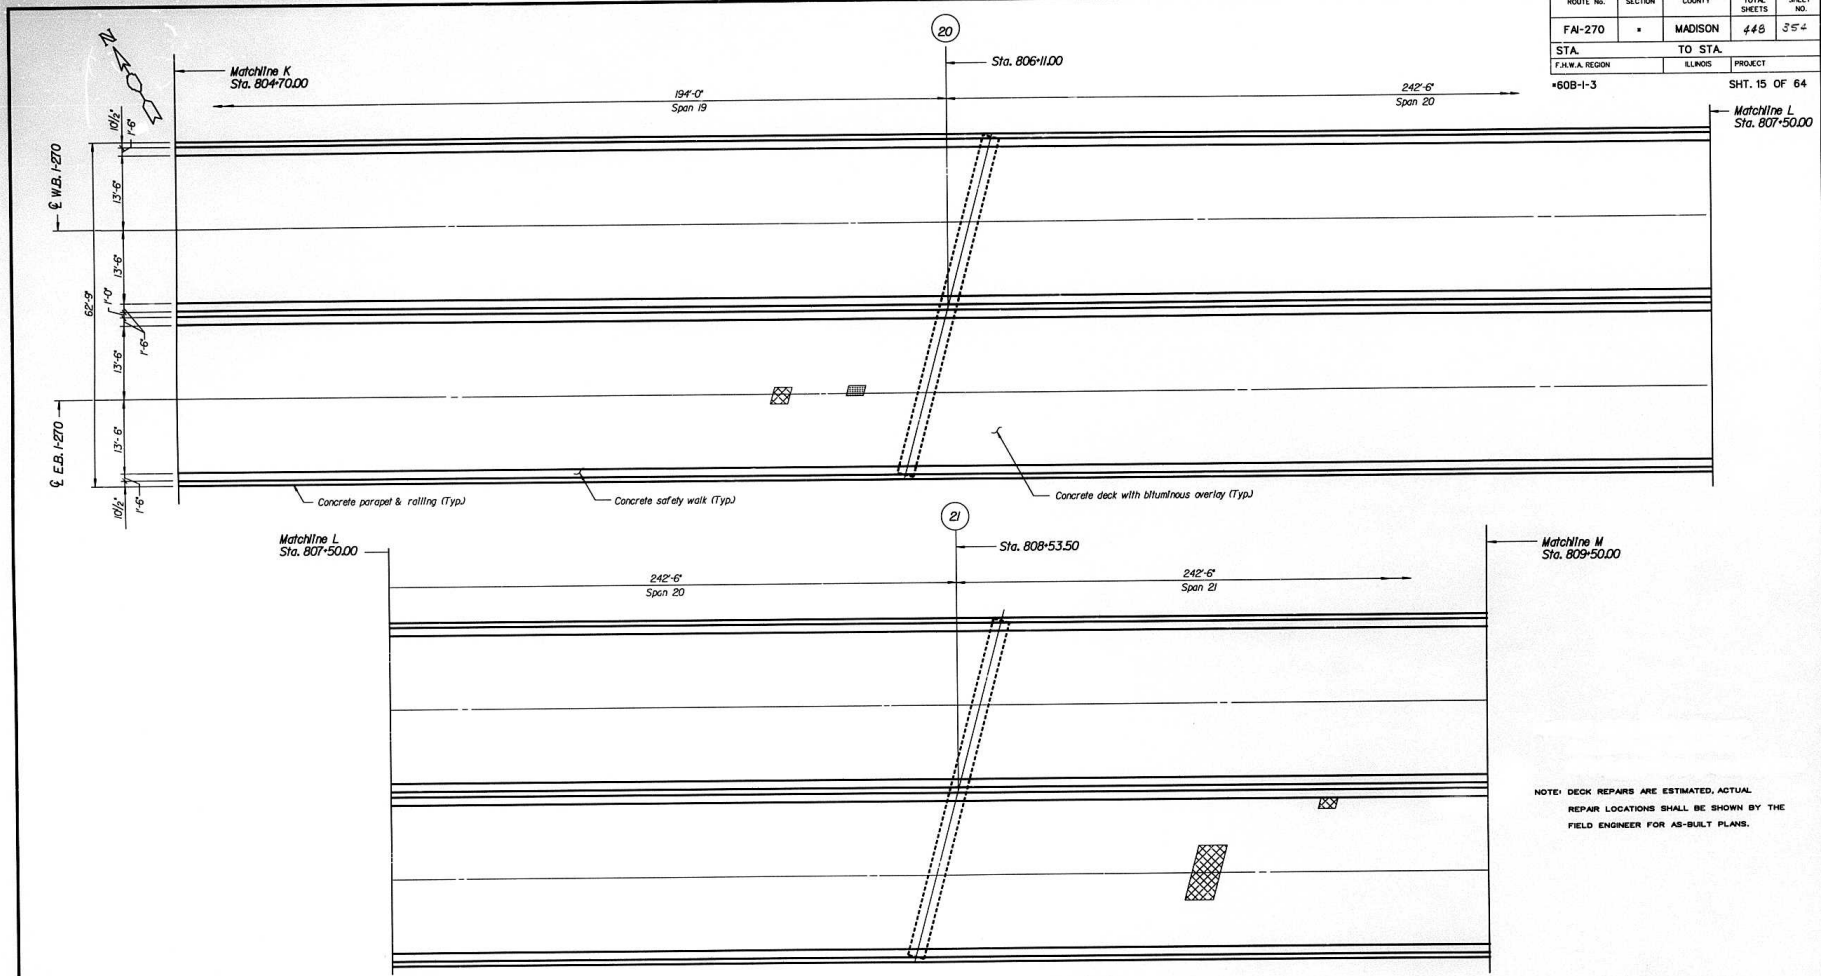 ROUTE No. SECTION COUNTY TOTAL SHEETS SHEET NO.
FAI-270 * MADISON 448 354
STA. TO STA.
F.H.W.A. REGION ILLINOIS PROJECT
*60B-1-3 SHT. 15 OF 64
N
20
Matchline K
Sta. 804+70.00
Sta. 806+11.00
194'-0"
Span 19
242'-6"
Span 20
Matchline L
Sta. 807+50.00
10½"
1'-6"
℄ W.B. I-270
13'-6"
13'-6"
62'-9"
1'-0"
1'-6"
13'-6"
℄ E.B. I-270
13'-6"
10½"
1'-6"
Concrete parapet & railing (Typ.)
Concrete safety walk (Typ.)
Concrete deck with bituminous overlay (Typ.)
21
Matchline L
Sta. 807+50.00
Sta. 808+53.50
Matchline M
Sta. 809+50.00
242'-6"
Span 20
242'-6"
Span 21
NOTE: DECK REPAIRS ARE ESTIMATED, ACTUAL
REPAIR LOCATIONS SHALL BE SHOWN BY THE
FIELD ENGINEER FOR AS-BUILT PLANS.